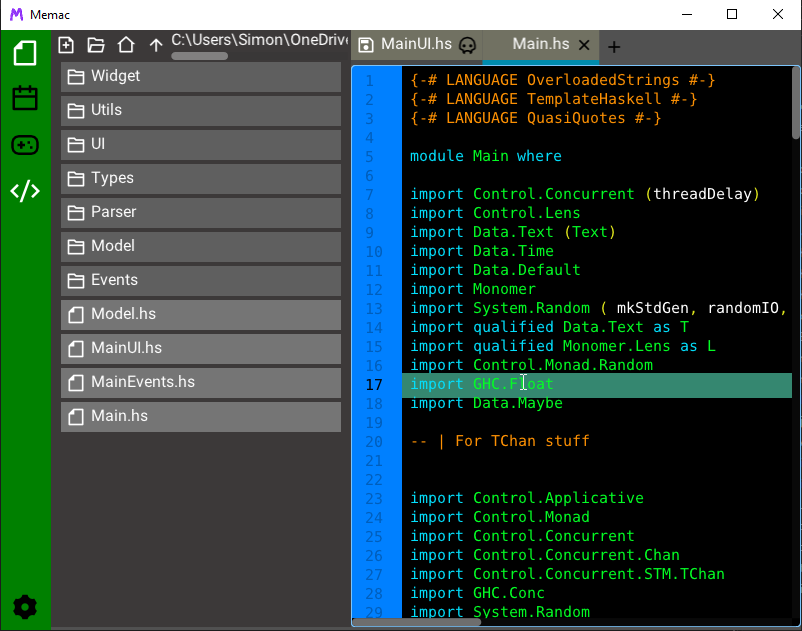 Memac
C:\Users\Simon\OneDrive
MainUI.hs
Main.hs
Widget
Utils
UI
Types
Parser
Model
Events
Model.hs
MainUI.hs
MainEvents.hs
Main.hs
1 {-# LANGUAGE OverloadedStrings #-}
2 {-# LANGUAGE TemplateHaskell #-}
3 {-# LANGUAGE QuasiQuotes #-}
4
5 module Main where
6
7 import Control.Concurrent (threadDelay)
8 import Control.Lens
9 import Data.Text (Text)
10 import Data.Time
11 import Data.Default
12 import Monomer
13 import System.Random ( mkStdGen, randomIO,
14 import qualified Data.Text as T
15 import qualified Monomer.Lens as L
16 import Control.Monad.Random
17 import GHC.Float
18 import Data.Maybe
19
20 -- | For TChan stuff
21
22
23 import Control.Applicative
24 import Control.Monad
25 import Control.Concurrent
26 import Control.Concurrent.Chan
27 import Control.Concurrent.STM.TChan
28 import GHC.Conc
29 import System.Random